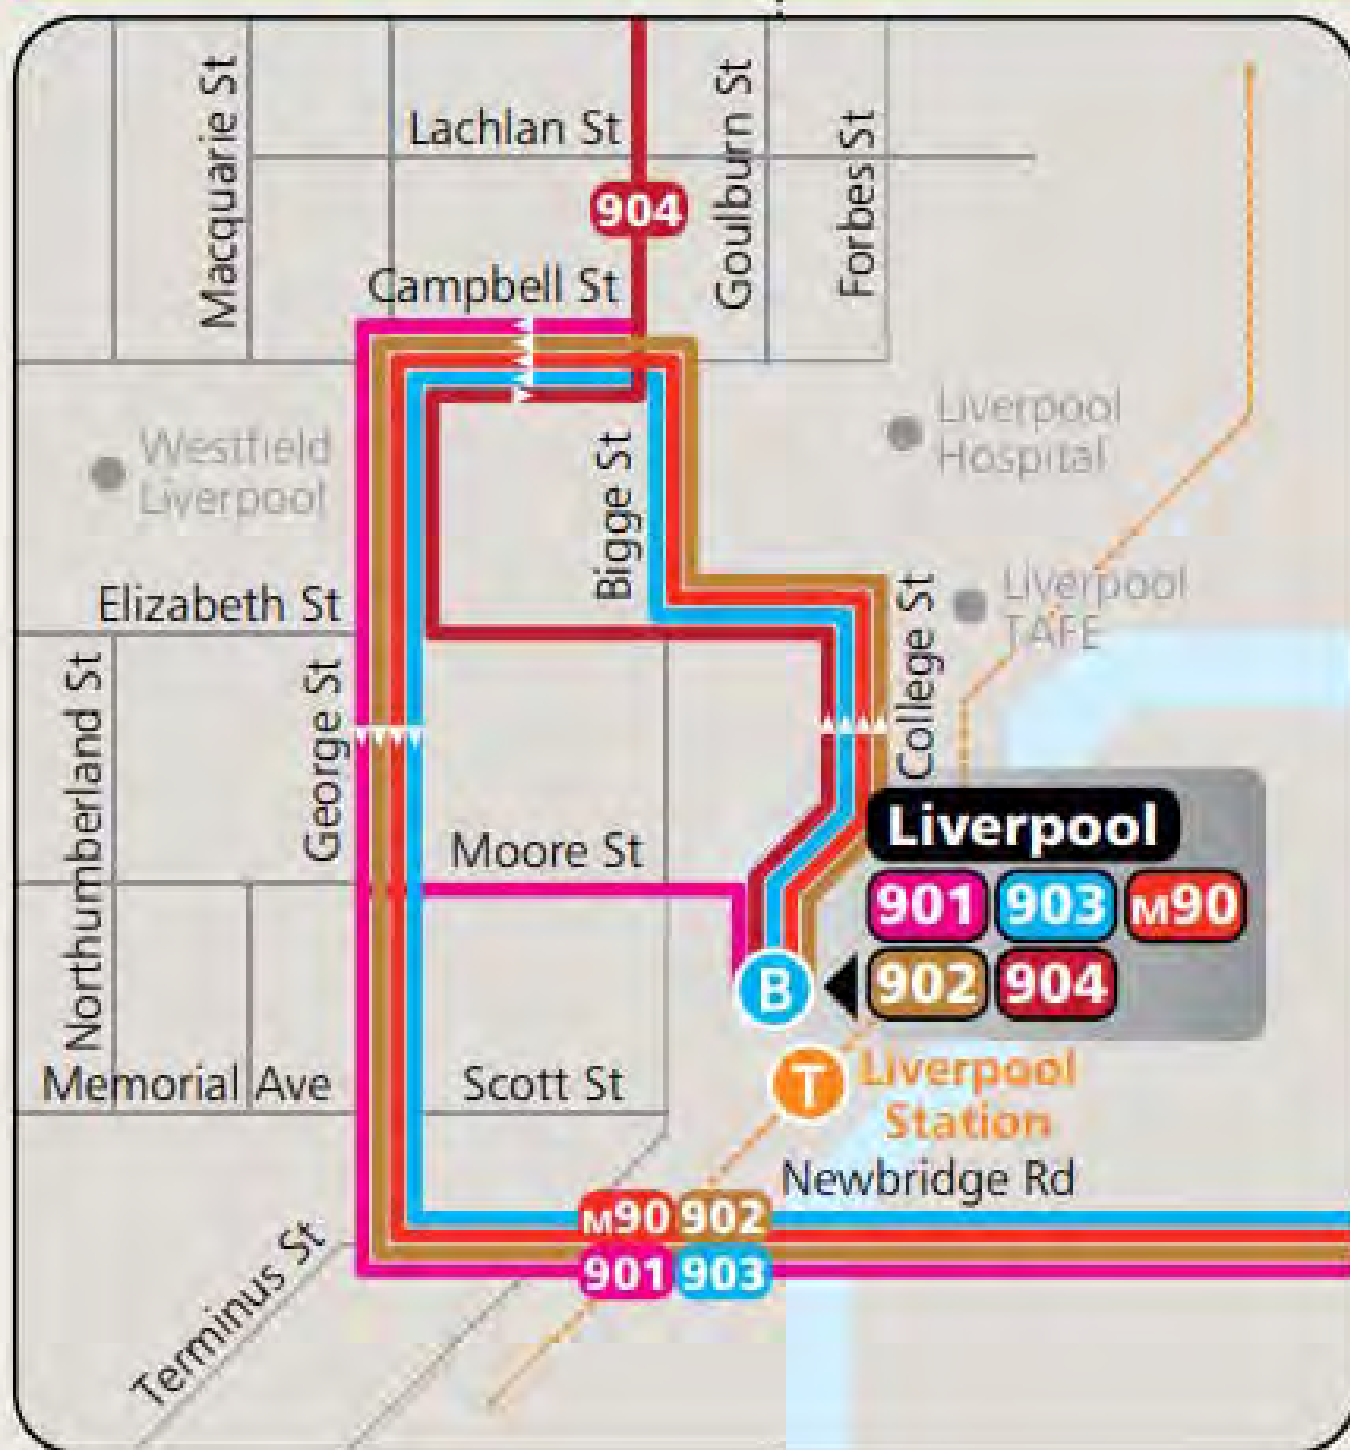 Macquarie St
Lachlan St
Goulburn St
Forbes St
904
Campbell St
Westfield
Liverpool
Bigge St
Liverpool
Hospital
Elizabeth St
College St
Liverpool
TAFE
Northumberland St
George St
Moore St
Liverpool
901 903 M90
902 904
B
T
Liverpool
Station
Memorial Ave
Scott St
Newbridge Rd
M90 902
901 903
Terminus St